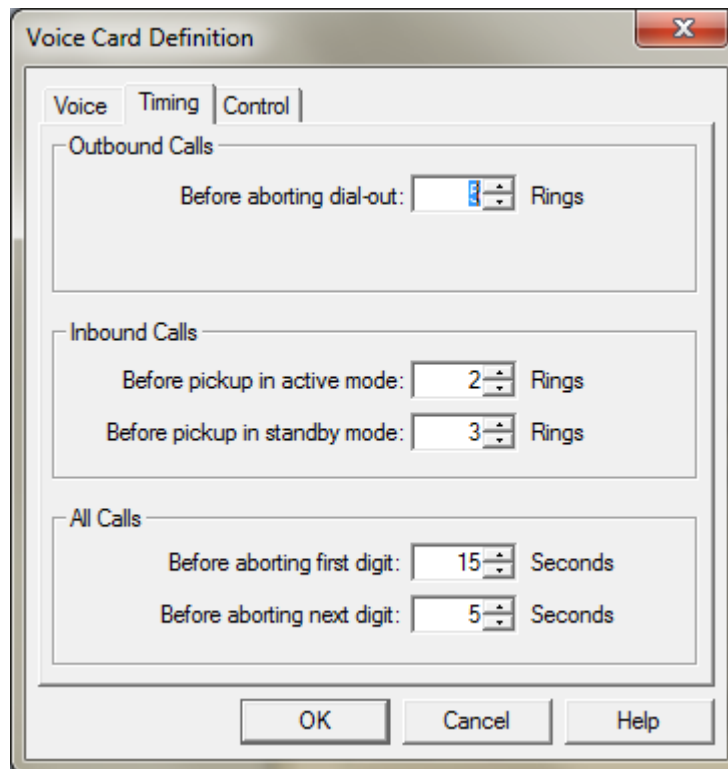 Voice Card Definition
Voice Timing Control
Outbound Calls
Before aborting dial-out: 5 Rings
Inbound Calls
Before pickup in active mode: 2 Rings
Before pickup in standby mode: 3 Rings
All Calls
Before aborting first digit: 15 Seconds
Before aborting next digit: 5 Seconds
OK Cancel Help